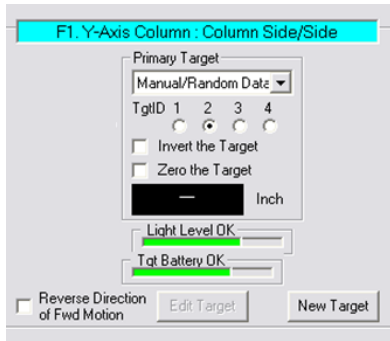 F1. Y-Axis Column : Column Side/Side
Primary Target
Manual/Random Data
TgtID 1 2 3 4
Invert the Target
Zero the Target
— Inch
Light Level OK
Tgt Battery OK
Reverse Direction
of Fwd Motion
Edit Target
New Target